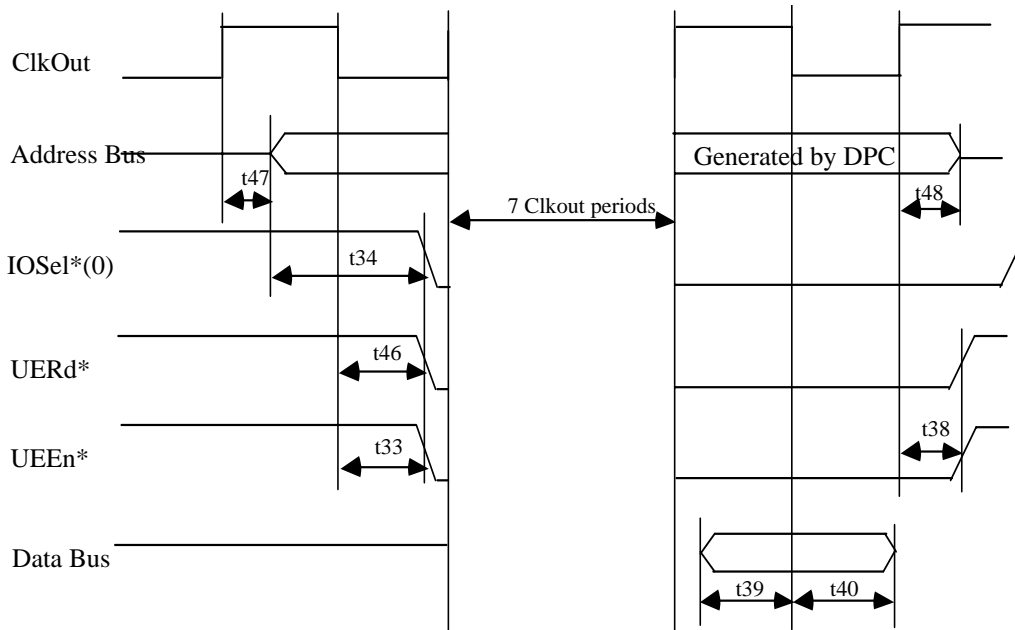 ClkOut
Address Bus
Generated by DPC
t47
t48
7 Clkout periods
IOSel*(0)
t34
UERd*
t46
UEEn*
t33
t38
Data Bus
t39
t40